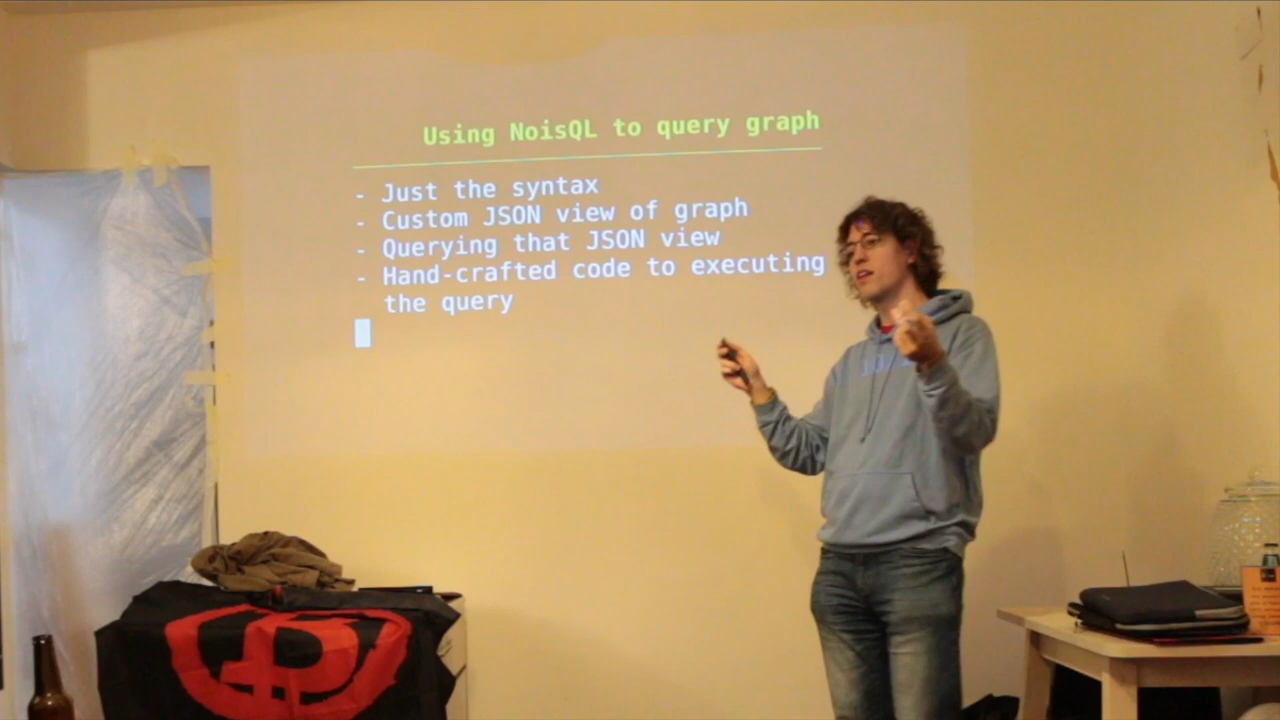 Using NoisQL to query graph
- Just the syntax
- Custom JSON view of graph
- Querying that JSON view
- Hand-crafted code to executing
the query